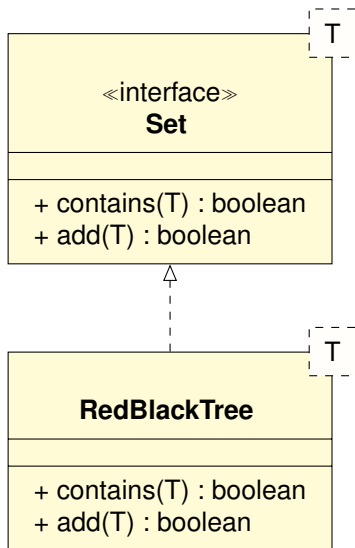 T
«interface»
Set
+ contains(T) : boolean
+ add(T) : boolean
T
RedBlackTree
+ contains(T) : boolean
+ add(T) : boolean